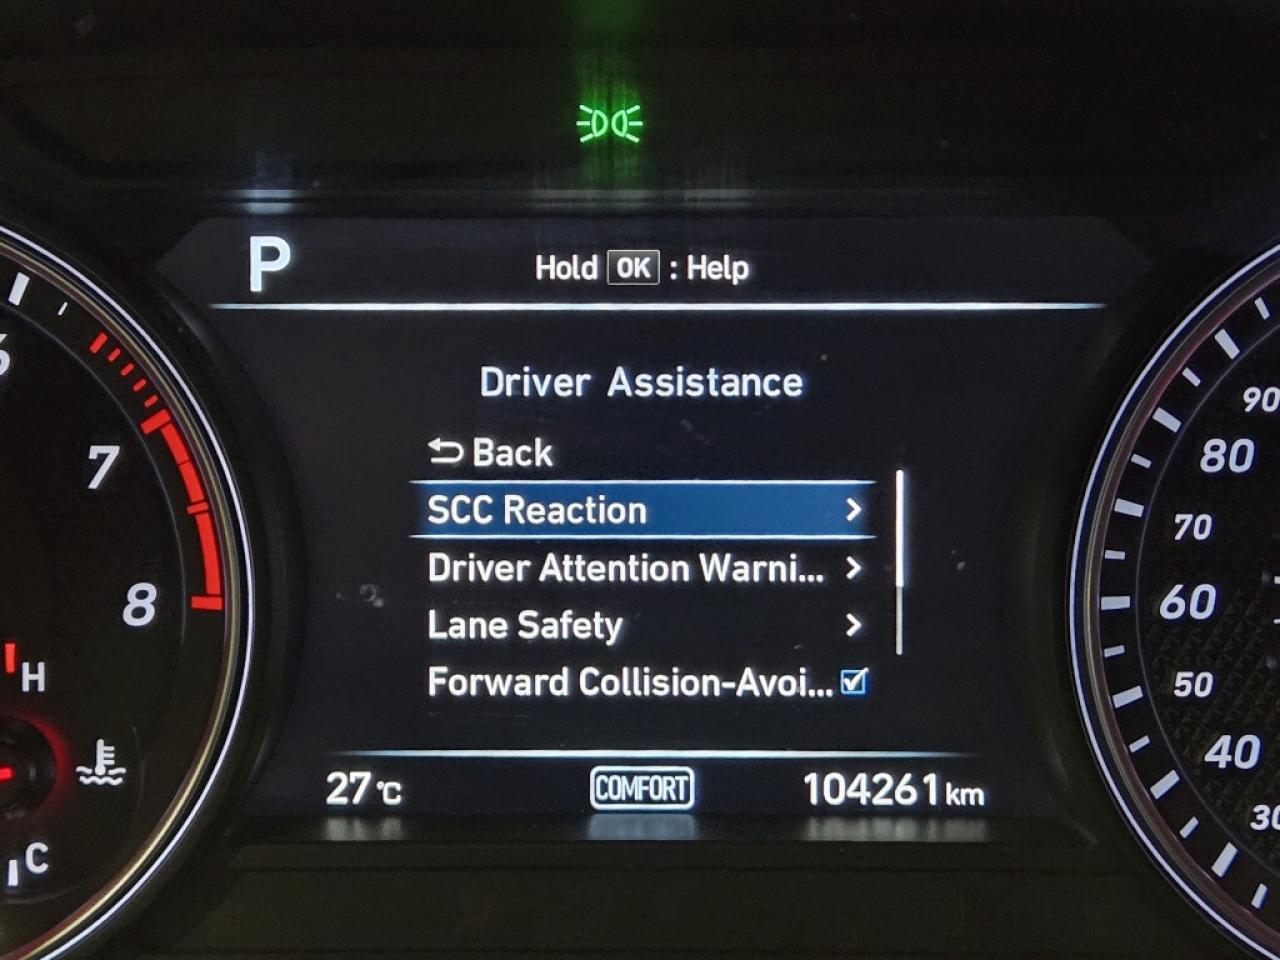 P
Hold OK : Help
Driver Assistance
Back
SCC Reaction
Driver Attention Warni...
Lane Safety
Forward Collision-Avoi...
27°C
COMFORT
104261 km
6
7
8
H
C
90
80
70
60
50
40
30